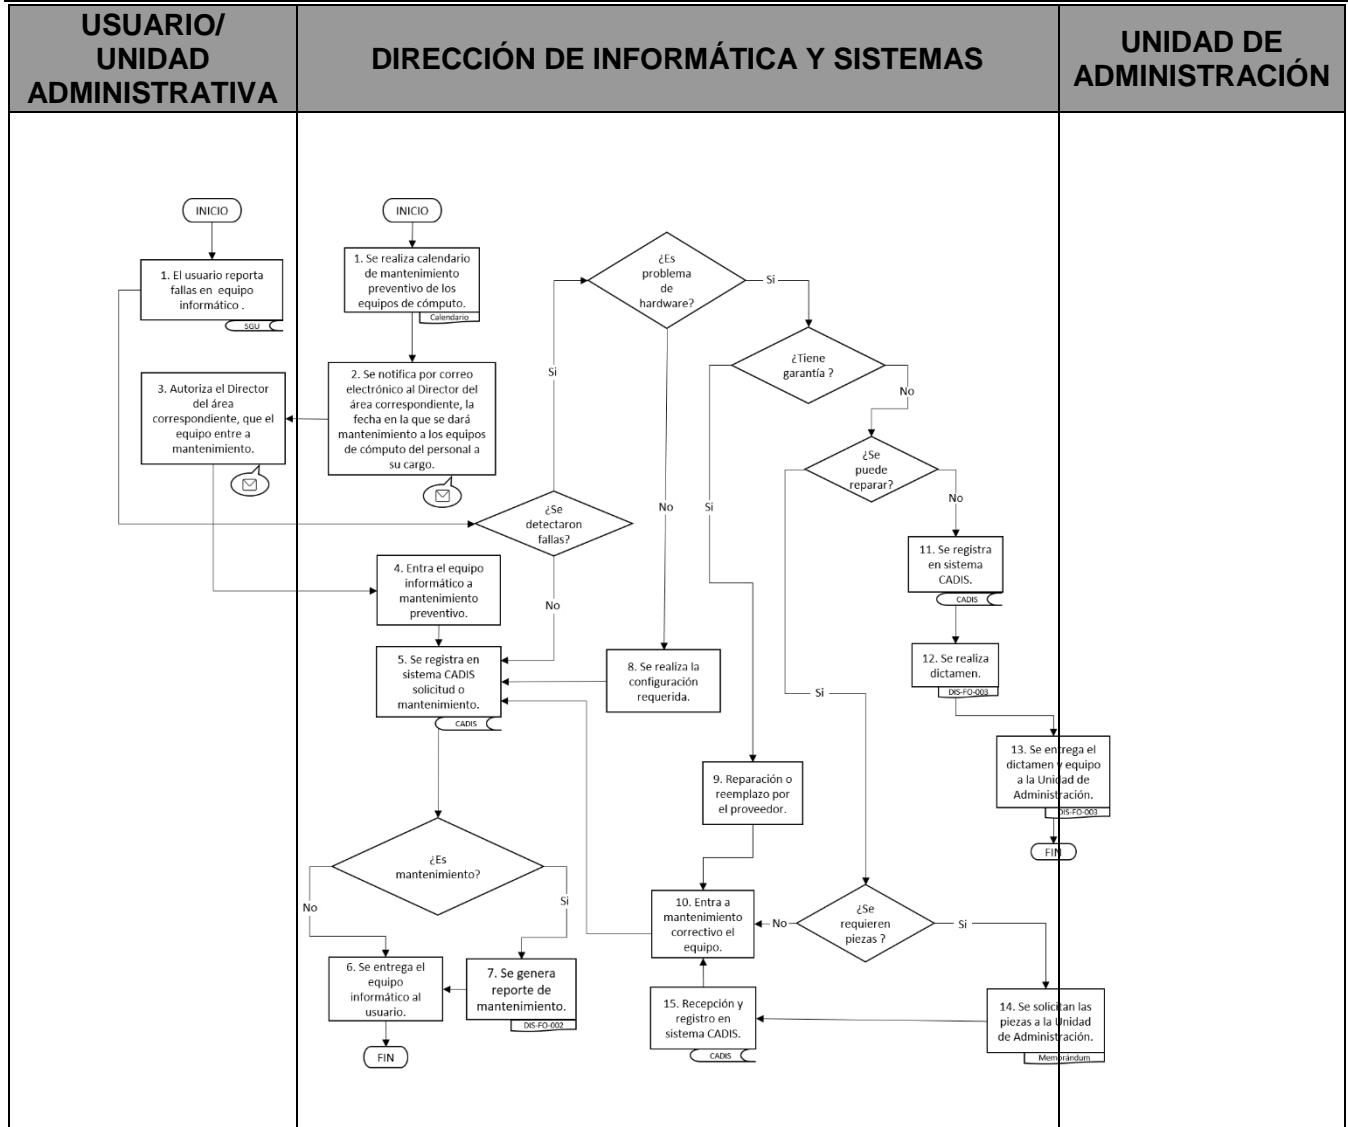 USUARIO/
UNIDAD
ADMINISTRATIVA
DIRECCIÓN DE INFORMÁTICA Y SISTEMAS
UNIDAD DE
ADMINISTRACIÓN
INICIO
1. El usuario reporta
fallas en equipo
informático .
SGU
3. Autoriza el Director
del área
correspondiente, que el
equipo entre a
mantenimiento.
INICIO
1. Se realiza calendario
de mantenimiento
preventivo de los
equipos de cómputo.
Calendario
2. Se notifica por correo
electrónico al Director del
área correspondiente, la
fecha en la que se dará
mantenimiento a los equipos
de cómputo del personal a
su cargo.
¿Se
detectaron
fallas?
Si
No
4. Entra el equipo
informático a
mantenimiento
preventivo.
5. Se registra en
sistema CADIS
solicitud o
mantenimiento.
CADIS
¿Es
mantenimiento?
No
Si
6. Se entrega el
equipo
informático al
usuario.
7. Se genera
reporte de
mantenimiento.
DIS-FO-002
FIN
¿Es
problema
de
hardware?
Si
No
8. Se realiza la
configuración
requerida.
¿Tiene
garantía ?
Si
No
9. Reparación o
reemplazo por
el proveedor.
10. Entra a
mantenimiento
correctivo el
equipo.
¿Se
puede
reparar?
No
Si
11. Se registra
en sistema
CADIS.
CADIS
12. Se realiza
dictamen.
DIS-FO-003
13. Se entrega el
dictamen y equipo
a la Unidad de
Administración.
DIS-FO-003
FIN
¿Se
requieren
piezas ?
No
Si
14. Se solicitan las
piezas a la Unidad
de Administración.
Memorándum
15. Recepción y
registro en
sistema CADIS.
CADIS